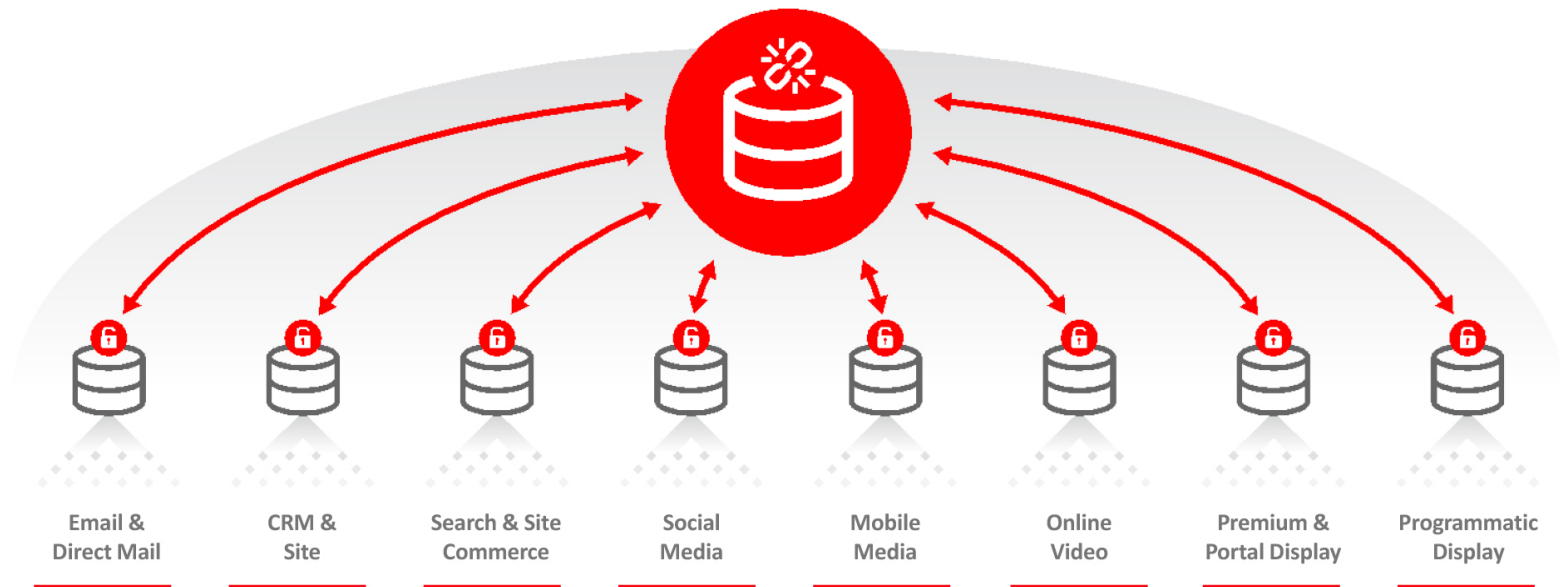 Email &
Direct Mail
CRM &
Site
Search & Site
Commerce
Social
Media
Mobile
Media
Online
Video
Premium &
Portal Display
Programmatic
Display